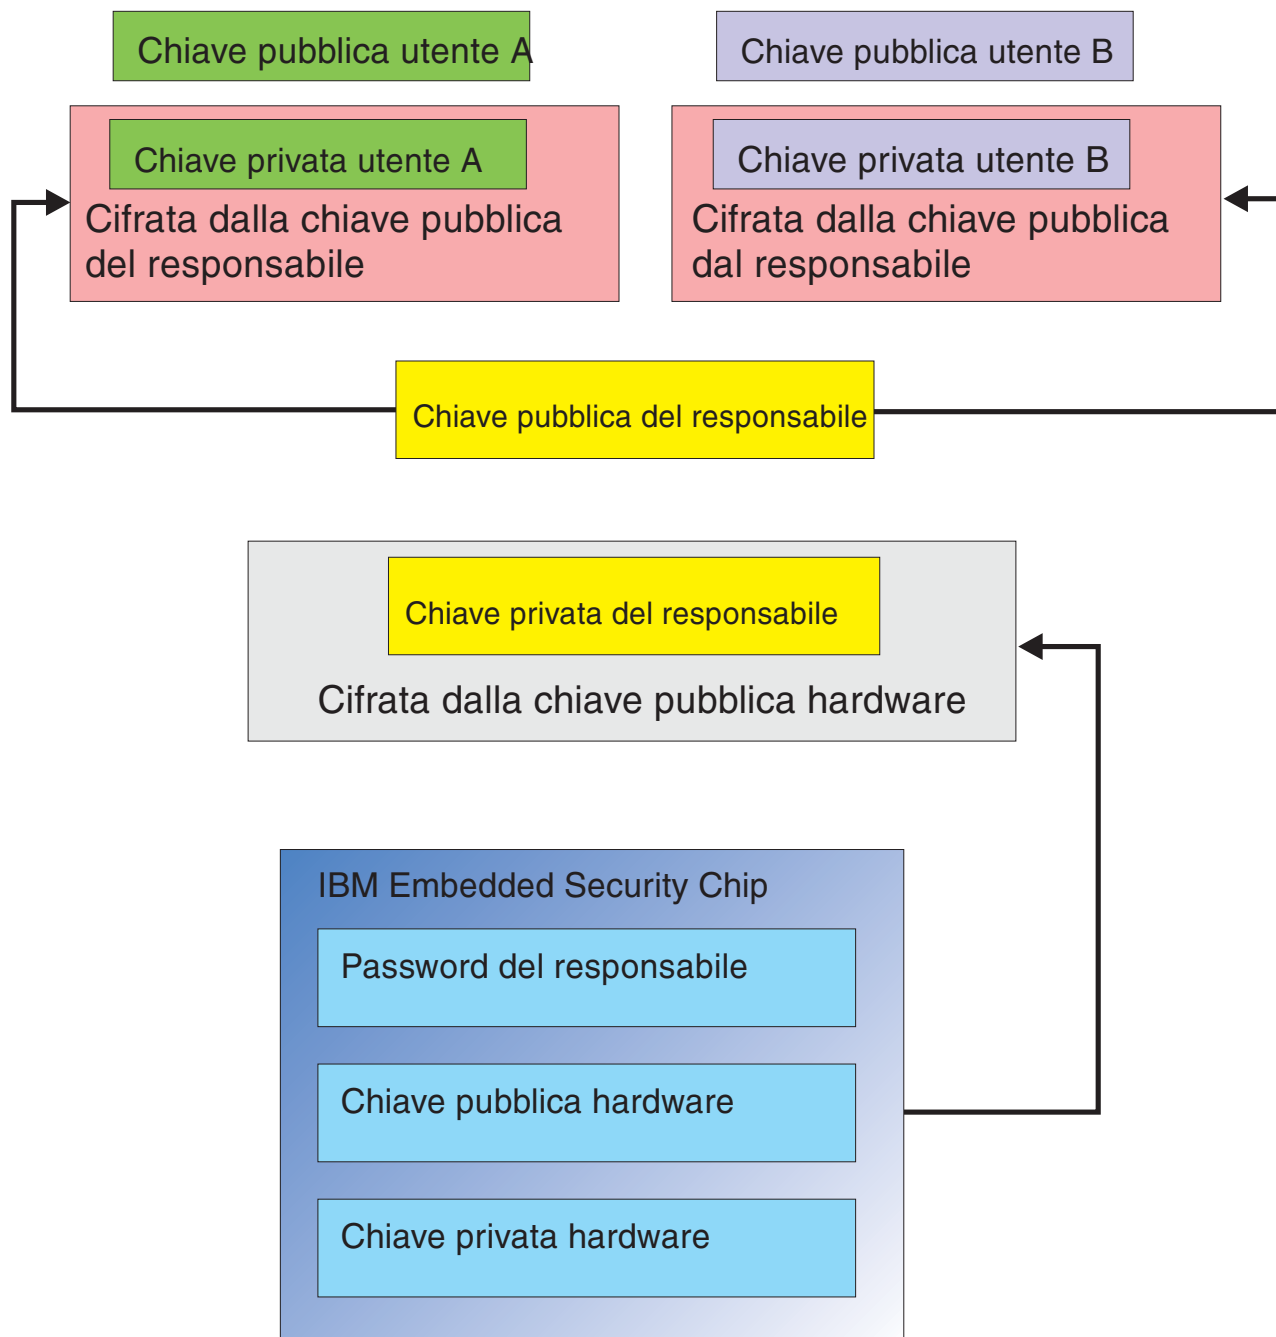 Chiave pubblica utente A
Chiave pubblica utente B
Chiave privata utente A
Cifrata dalla chiave pubblica
del responsabile
Chiave privata utente B
Cifrata dalla chiave pubblica
dal responsabile
Chiave pubblica del responsabile
Chiave privata del responsabile
Cifrata dalla chiave pubblica hardware
IBM Embedded Security Chip
Password del responsabile
Chiave pubblica hardware
Chiave privata hardware